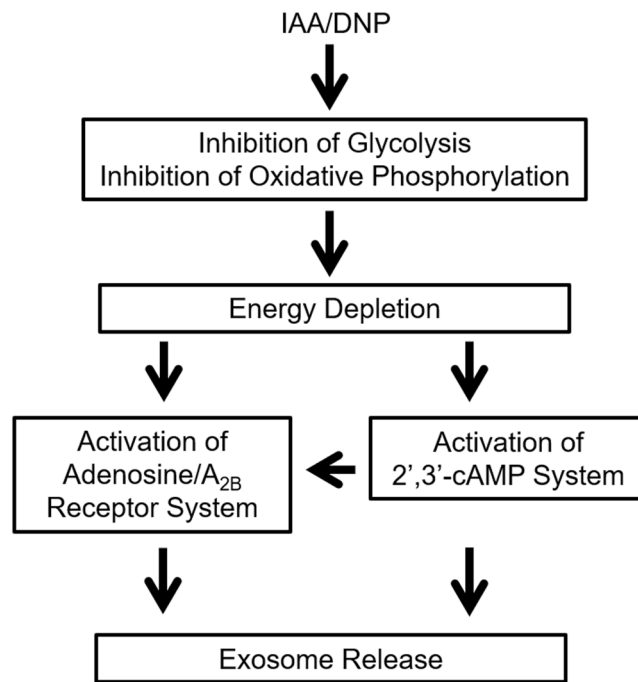 IAA/DNP
Inhibition of Glycolysis
Inhibition of Oxidative Phosphorylation
Energy Depletion
Activation of
Adenosine/A2B
Receptor System
Activation of
2’,3’-cAMP System
Exosome Release